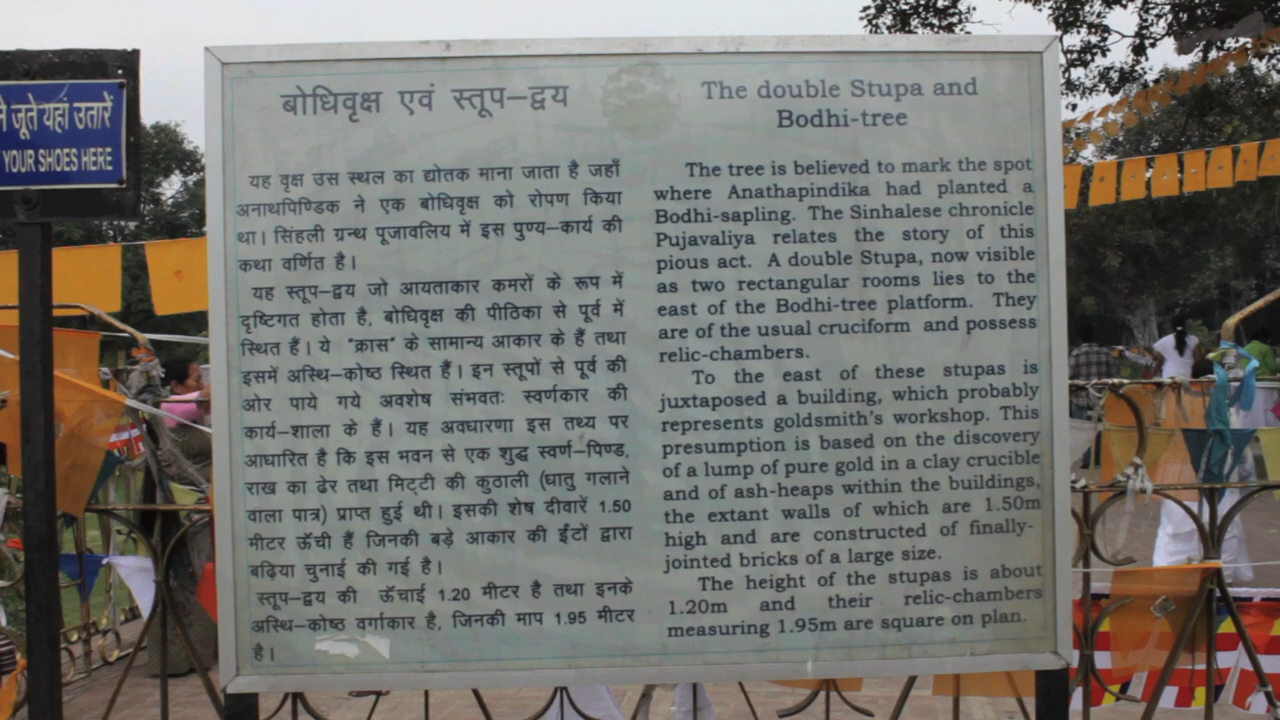 ने जूते यहां उतारें
YOUR SHOES HERE
बोधिवृक्ष एवं स्तूप–द्वय
यह वृक्ष उस स्थल का द्योतक माना जाता है जहाँ
अनाथपिण्डिक ने एक बोधिवृक्ष को रोपण किया
था। सिंहली ग्रन्थ पूजावलिय में इस पुण्य–कार्य की
कथा वर्णित है।
यह स्तूप–द्वय जो आयताकार कमरों के रूप में
दृष्टिगत होता है, बोधिवृक्ष की पीठिका से पूर्व में
स्थित हैं। ये "क्रास" के सामान्य आकार के हैं तथा
इसमें अस्थि–कोष्ठ स्थित हैं। इन स्तूपों से पूर्व की
ओर पाये गये अवशेष संभवतः स्वर्णकार की
कार्य–शाला के हैं। यह अवधारणा इस तथ्य पर
आधारित है कि इस भवन से एक शुद्ध स्वर्ण–पिण्ड,
राख का ढेर तथा मिट्टी की कुठाली (धातु गलाने
वाला पात्र) प्राप्त हुई थी। इसकी शेष दीवारें 1.50
मीटर ऊँची हैं जिनकी बड़े आकार की ईंटों द्वारा
बढ़िया चुनाई की गई है।
स्तूप–द्वय की ऊँचाई 1.20 मीटर है तथा इनके
अस्थि–कोष्ठ वर्गाकार है, जिनकी माप 1.95 मीटर
है।
The double Stupa and
Bodhi-tree
The tree is believed to mark the spot
where Anathapindika had planted a
Bodhi-sapling. The Sinhalese chronicle
Pujavaliya relates the story of this
pious act. A double Stupa, now visible
as two rectangular rooms lies to the
east of the Bodhi-tree platform. They
are of the usual cruciform and possess
relic-chambers.
To the east of these stupas is
juxtaposed a building, which probably
represents goldsmith's workshop. This
presumption is based on the discovery
of a lump of pure gold in a clay crucible
and of ash-heaps within the buildings,
the extant walls of which are 1.50m
high and are constructed of finally-
jointed bricks of a large size.
The height of the stupas is about
1.20m and their relic-chambers
measuring 1.95m are square on plan.